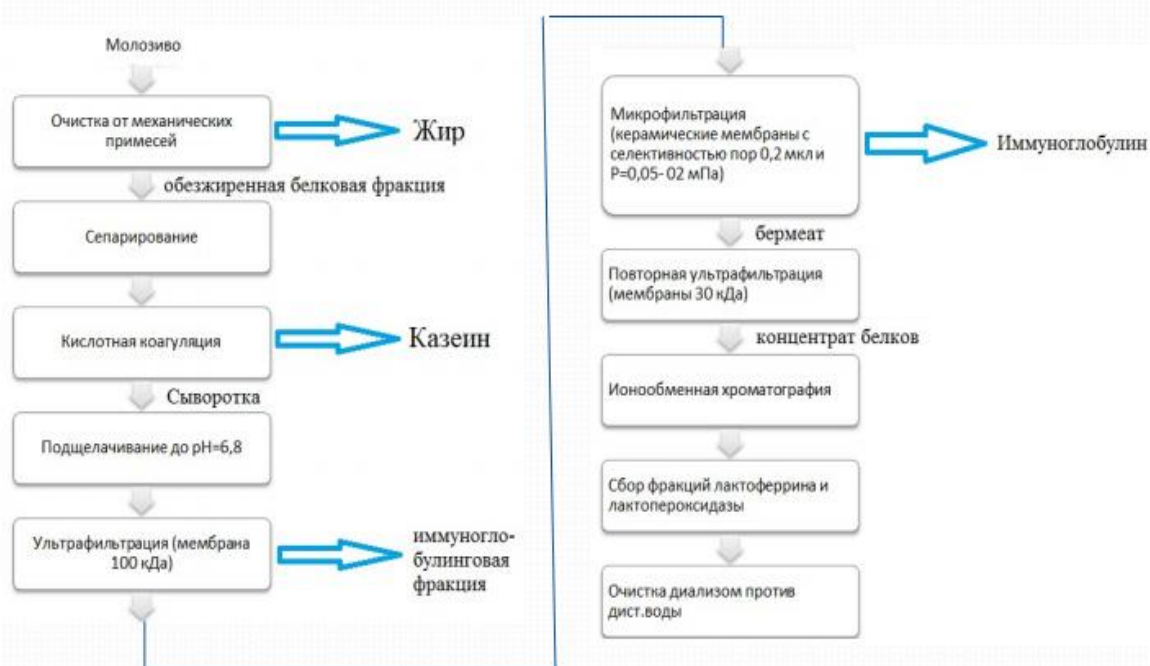 Молозиво
Очистка от механических
примесей
Жир
обезжиренная белковая фракция
Сепарирование
Кислотная коагуляция
Казеин
Сыворотка
Подщелачивание до pH=6,8
Ультрафильтрация (мембрана
100 кДа)
иммуногло-
булинговая
фракция
Микрофильтрация
(керамические мембраны с
селективностью пор 0,2 мкл и
Р=0,05- 02 мПа)
Иммуноглобулин
бермеат
Повторная ультрафильтрация
(мембраны 30 кДа)
концентрат белков
Ионообменная хроматография
Сбор фракций лактоферрина и
лактопероксидазы
Очистка диализом против
дист.воды